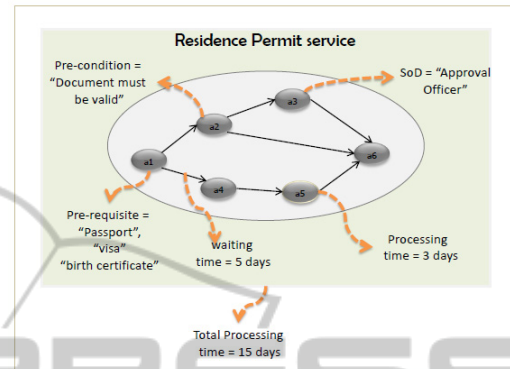 Residence Permit service
Pre-condition =
“Document must
be valid”
SoD = “Approval
Officer”
a3
a2
a1
a6
a4
a5
Pre-requisite =
“Passport”,
“visa”
“birth certificate”
waiting
time = 5 days
Processing
time = 3 days
Total Processing
time = 15 days